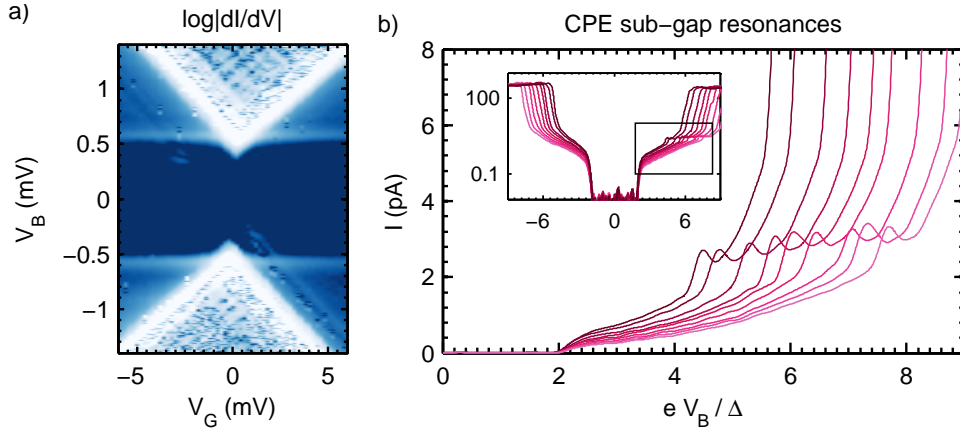 a)
log|dI/dV|
V_B (mV)
1
0.5
0
−0.5
−1
−5
0
5
V_G (mV)
b)
CPE sub−gap resonances
I (pA)
8
6
4
2
0
0
2
4
6
8
e V_B / Δ
100
0.1
−6
0
6